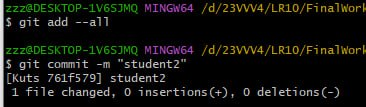 zzz@DESKTOP-1V6SJMQ MINGW64 /d/23VVV4/LR10/FinalWork
$ git add --all
zzz@DESKTOP-1V6SJMQ MINGW64 /d/23VVV4/LR10/FinalWork
$ git commit -m "student2"
[Kuts 761f579] student2
1 file changed, 0 insertions(+), 0 deletions(-)